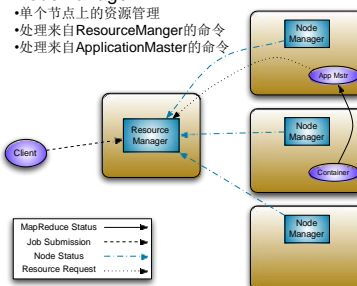 •单个节点上的资源管理
•处理来自ResourceManger的命令
•处理来自ApplicationMaster的命令
Node
Manager
App Mstr
Resource
Manager
Node
Manager
Client
Container
Node
Manager
MapReduce Status
Job Submission
Node Status
Resource Request